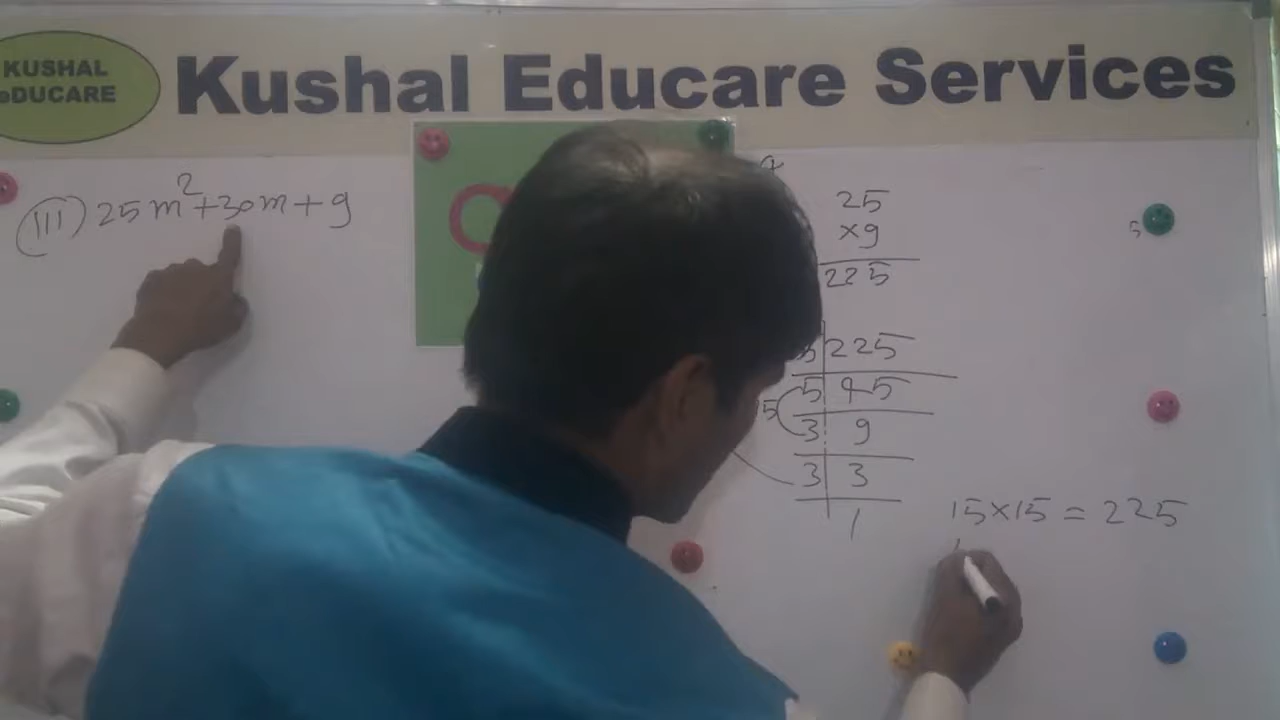 KUSHAL
eDUCARE
Kushal Educare Services
(III) 25m²+30m+9
25
×9
225
225
5 45
3 9
3 3
1
15×15=225